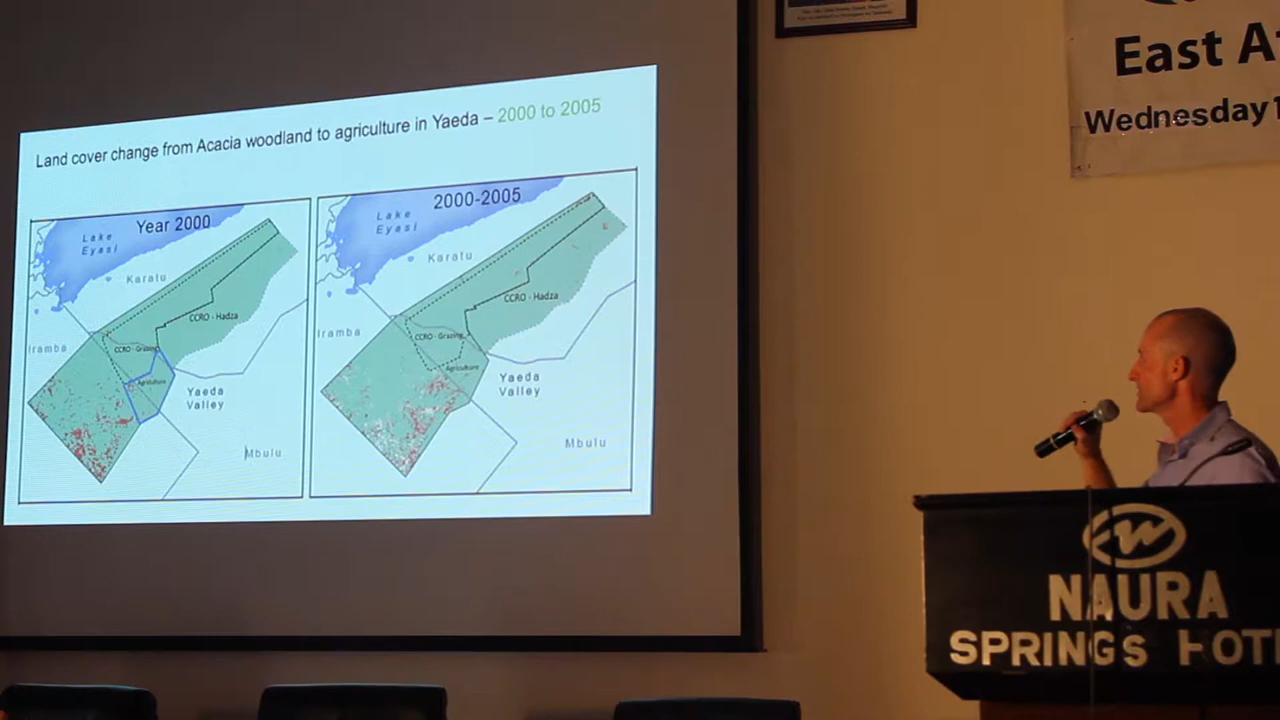 Land cover change from Acacia woodland to agriculture in Yaeda – 2000 to 2005
Year 2000
Lake
Eyasi
Karatu
CCRO - Hadza
Iramba
CCRO - Grazing
Agriculture
Yaeda
Valley
Mbulu
2000-2005
Lake
Eyasi
Karatu
CCRO - Hadza
Iramba
CCRO - Grazing
Agriculture
Yaeda
Valley
Mbulu
East A
Wednesday 1
NAURA
SPRINGS HOT